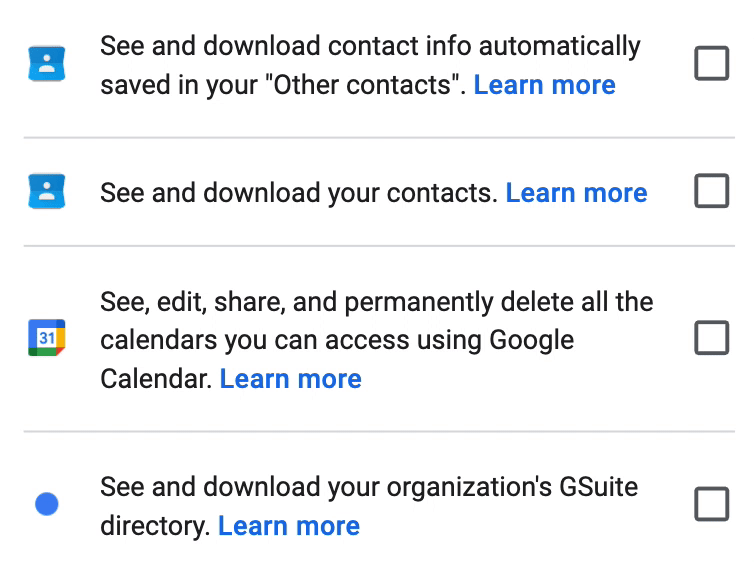 See and download contact info automatically
saved in your "Other contacts". Learn more
See and download your contacts. Learn more
31
See, edit, share, and permanently delete all the
calendars you can access using Google
Calendar. Learn more
See and download your organization's GSuite
directory. Learn more